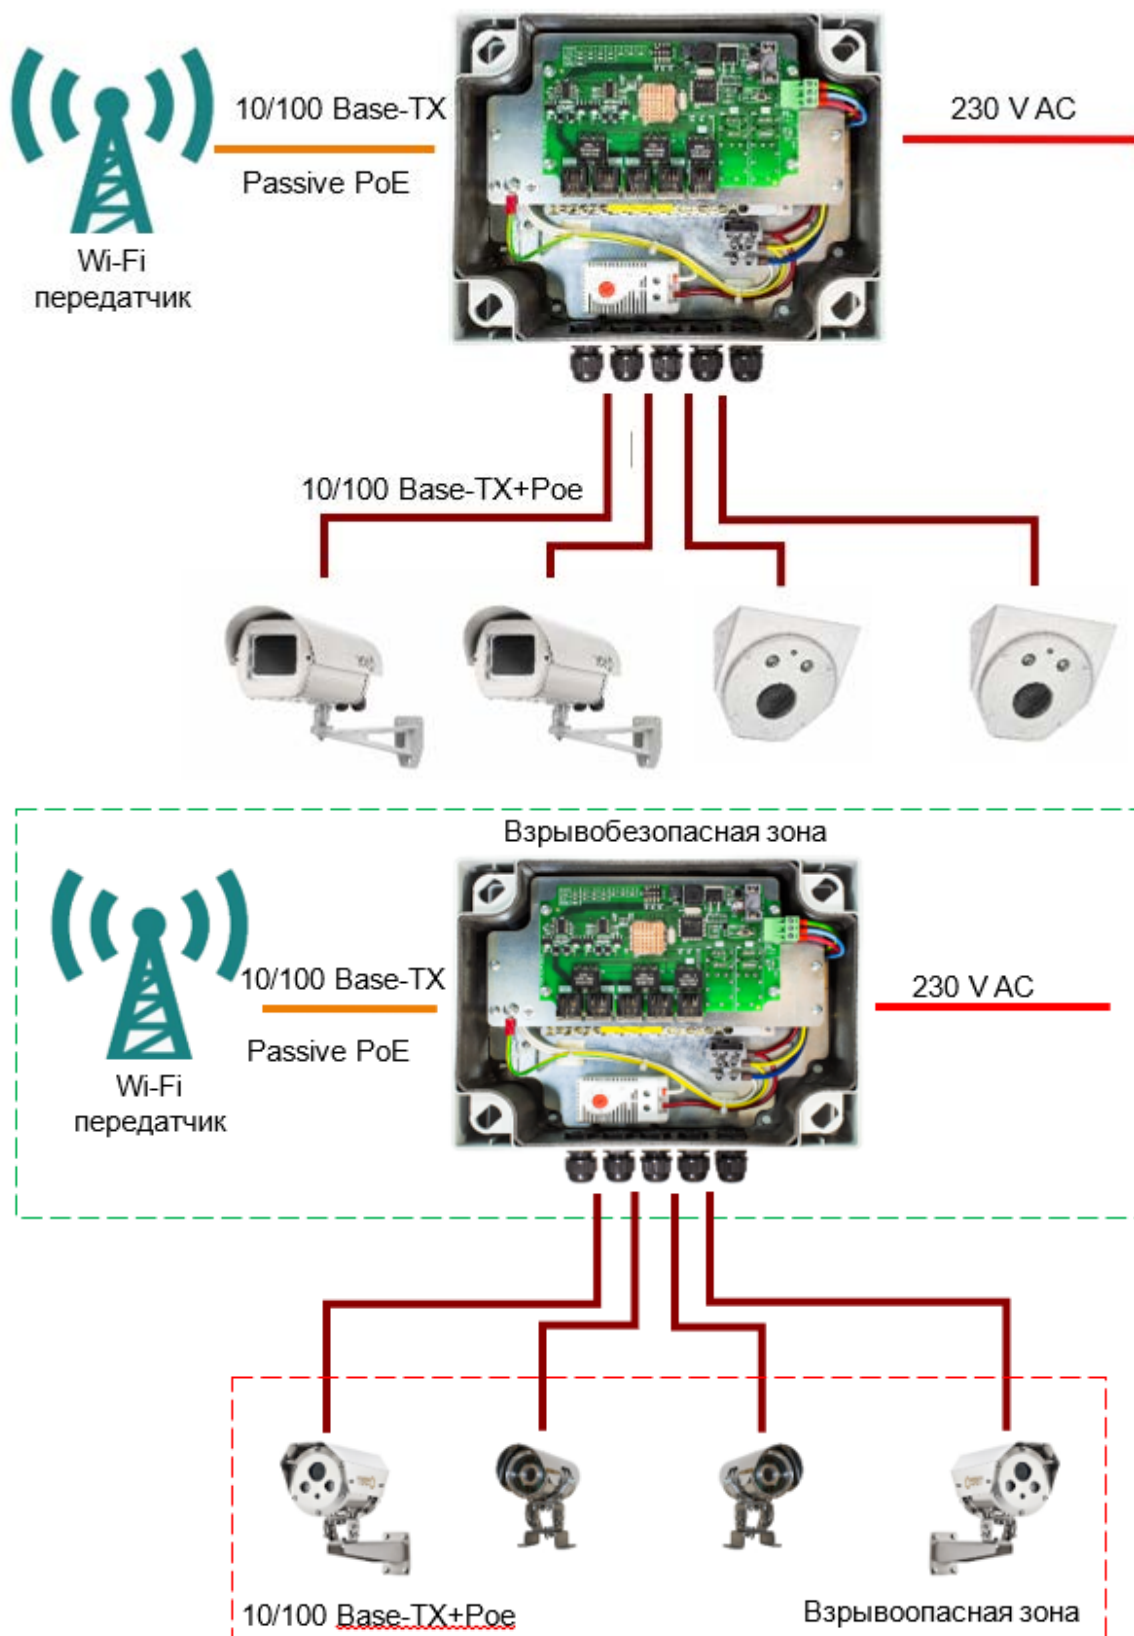 10/100 Base-TX
230 V AC
Passive PoE
Wi-Fi
передатчик
10/100 Base-TX+Poe
Взрывобезопасная зона
10/100 Base-TX
230 V AC
Passive PoE
Wi-Fi
передатчик
10/100 Base-TX+Poe
Взрывоопасная зона